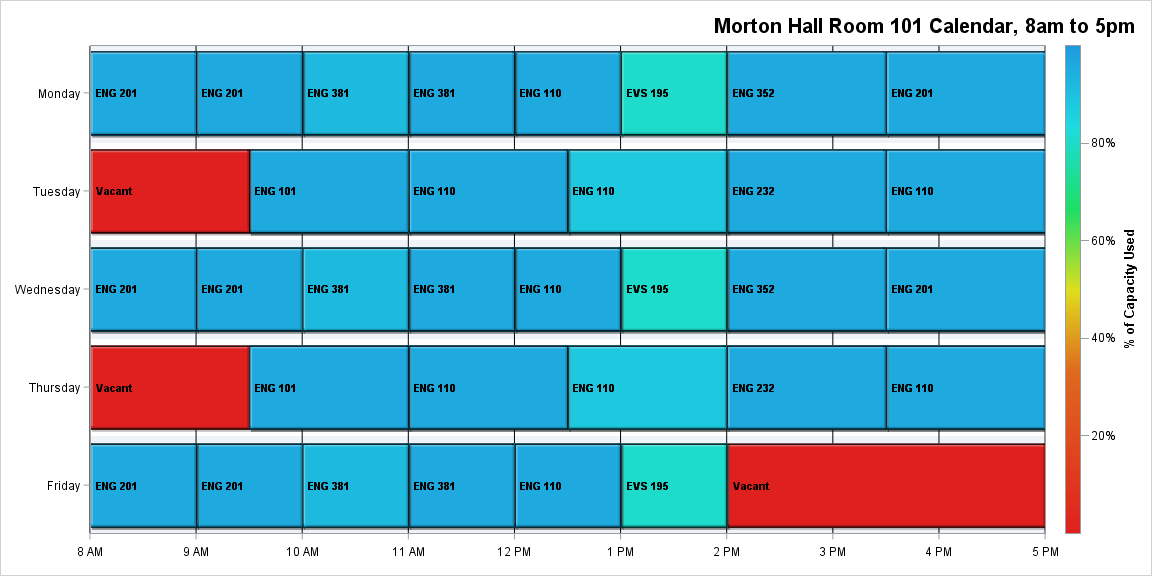 Morton Hall Room 101 Calendar, 8am to 5pm
Monday
ENG 201
ENG 201
ENG 381
ENG 381
ENG 110
EVS 195
ENG 352
ENG 201
Tuesday
Vacant
ENG 101
ENG 110
ENG 110
ENG 232
ENG 110
Wednesday
ENG 201
ENG 201
ENG 381
ENG 381
ENG 110
EVS 195
ENG 352
ENG 201
Thursday
Vacant
ENG 101
ENG 110
ENG 110
ENG 232
ENG 110
Friday
ENG 201
ENG 201
ENG 381
ENG 381
ENG 110
EVS 195
Vacant
8 AM
9 AM
10 AM
11 AM
12 PM
1 PM
2 PM
3 PM
4 PM
5 PM
80%
60%
40%
20%
% of Capacity Used